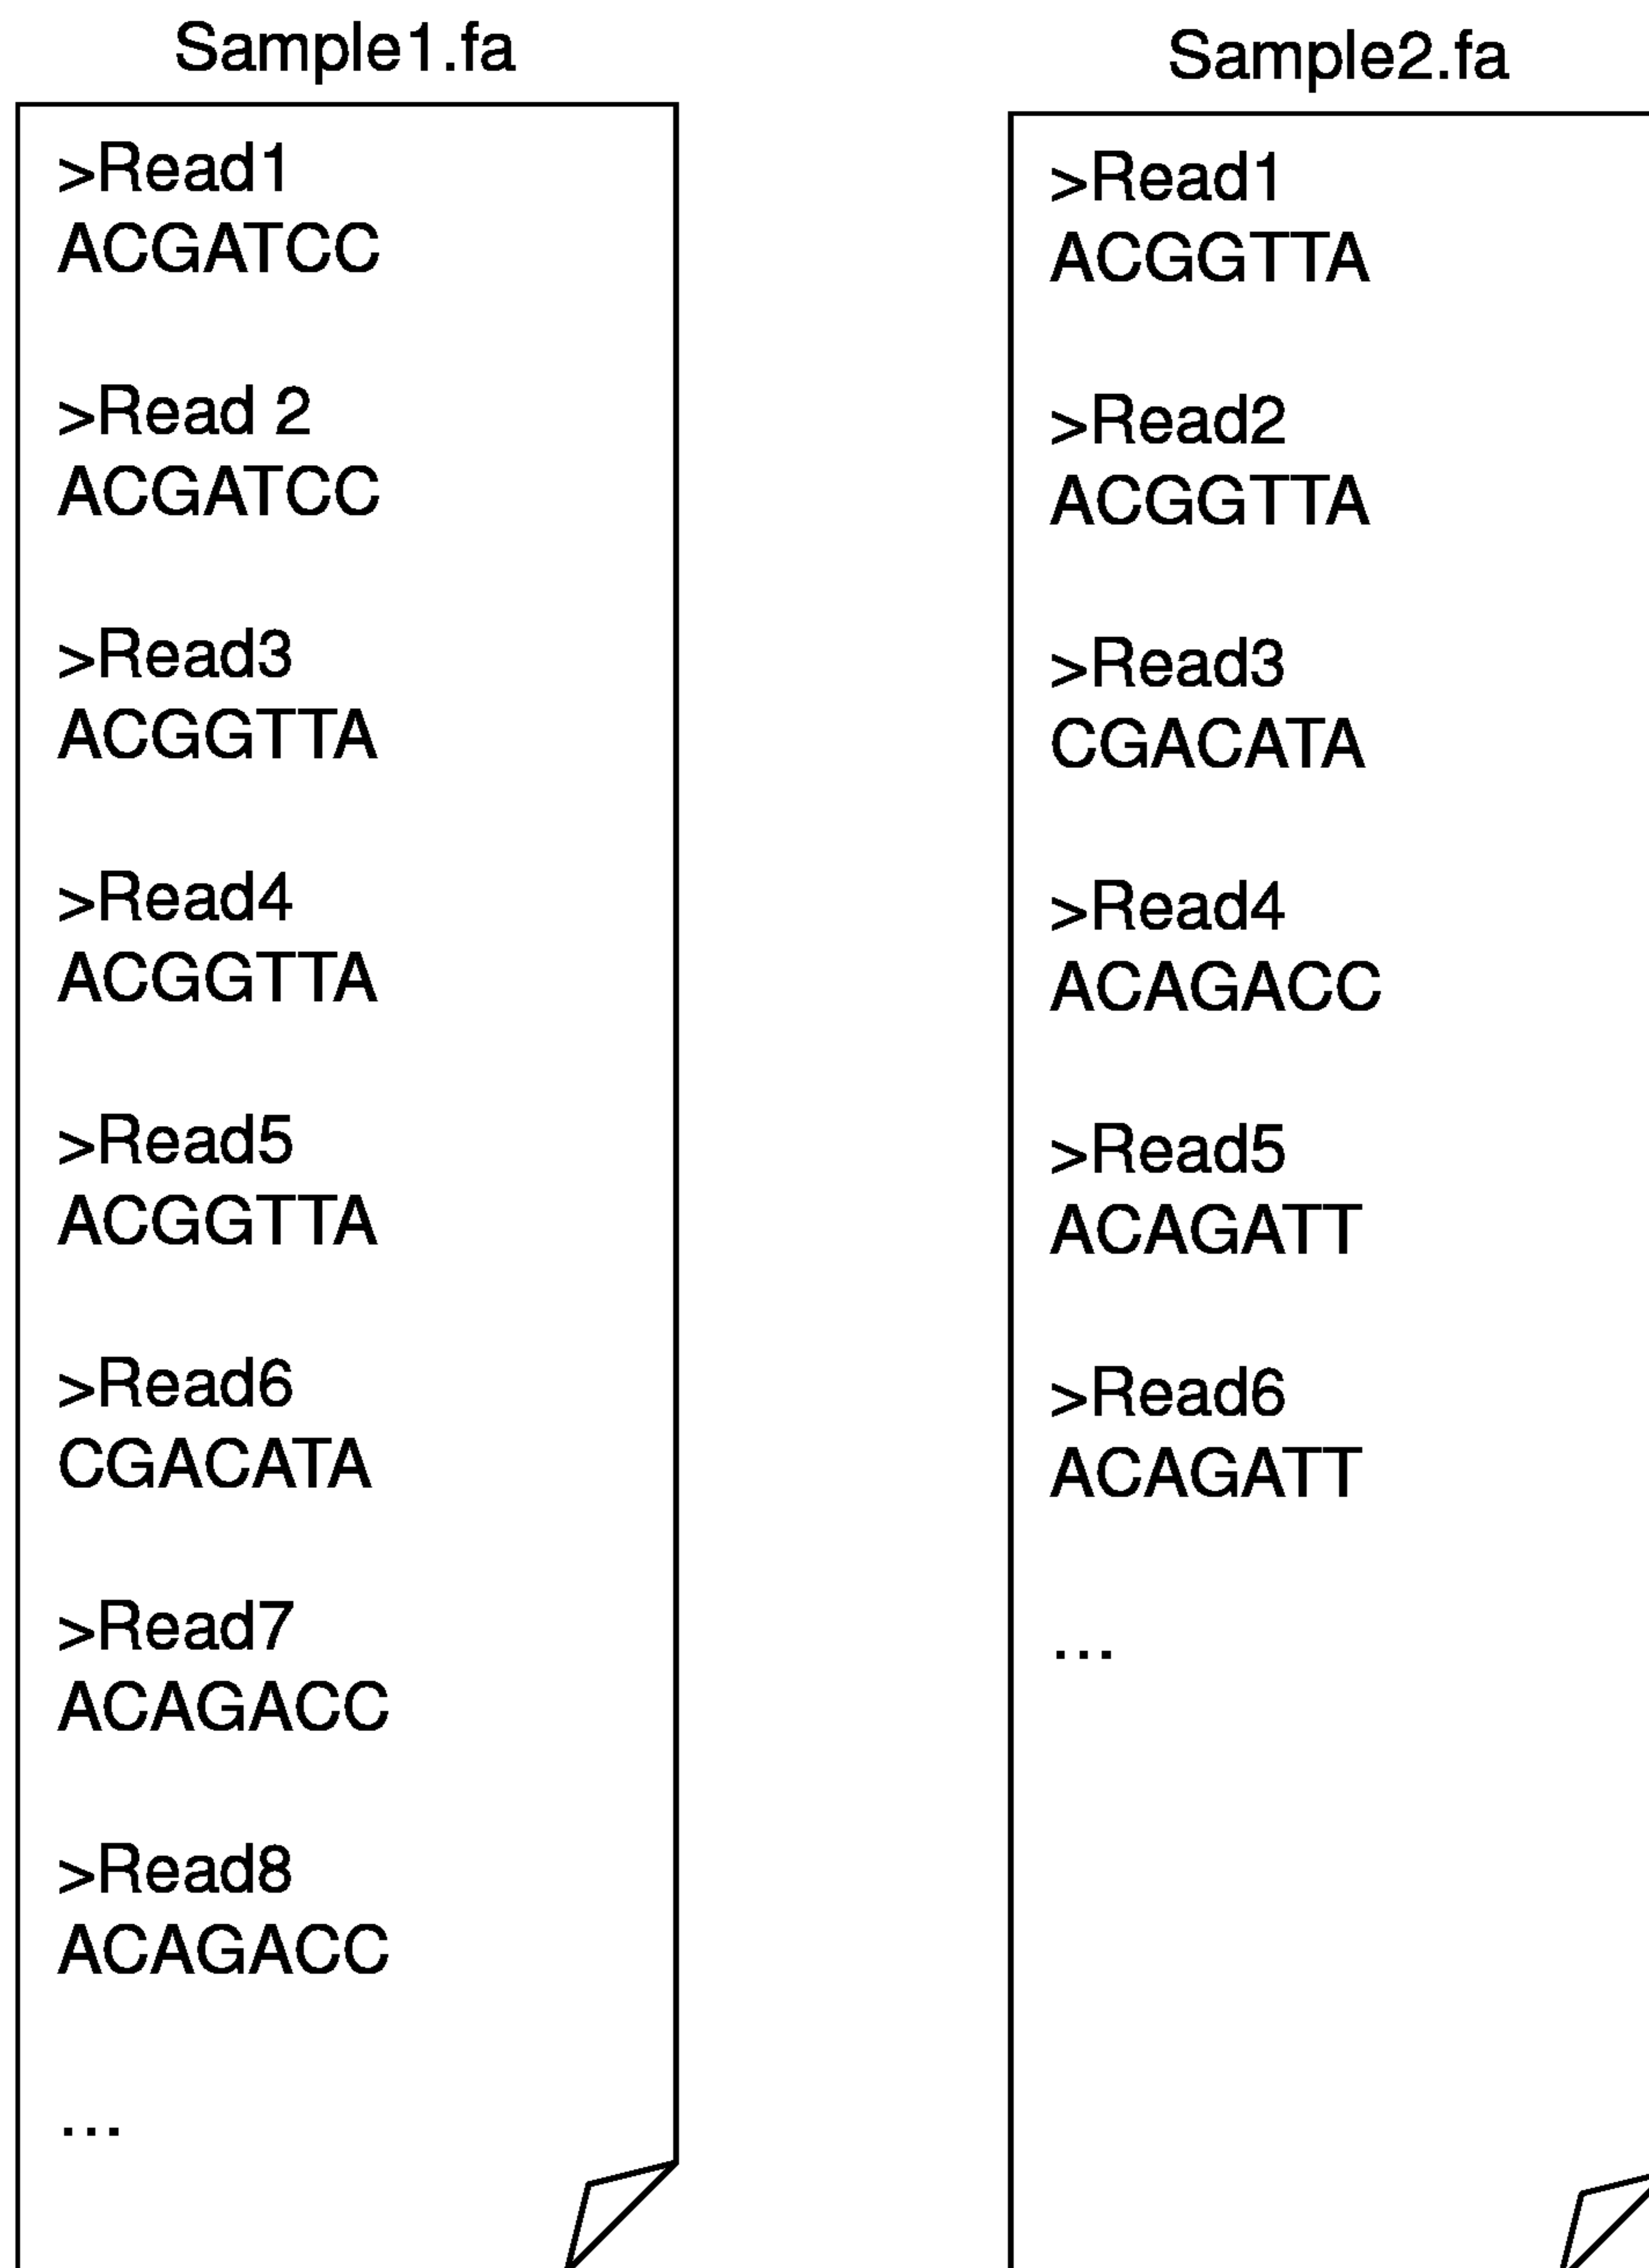 Sample1.fa
>Read1
ACGATCC
>Read 2
ACGATCC
>Read3
ACGGTTA
>Read4
ACGGTTA
>Read5
ACGGTTA
>Read6
CGACATA
>Read7
ACAGACC
>Read8
ACAGACC
...
Sample2.fa
>Read1
ACGGTTA
>Read2
ACGGTTA
>Read3
CGACATA
>Read4
ACAGACC
>Read5
ACAGATT
>Read6
ACAGATT
...